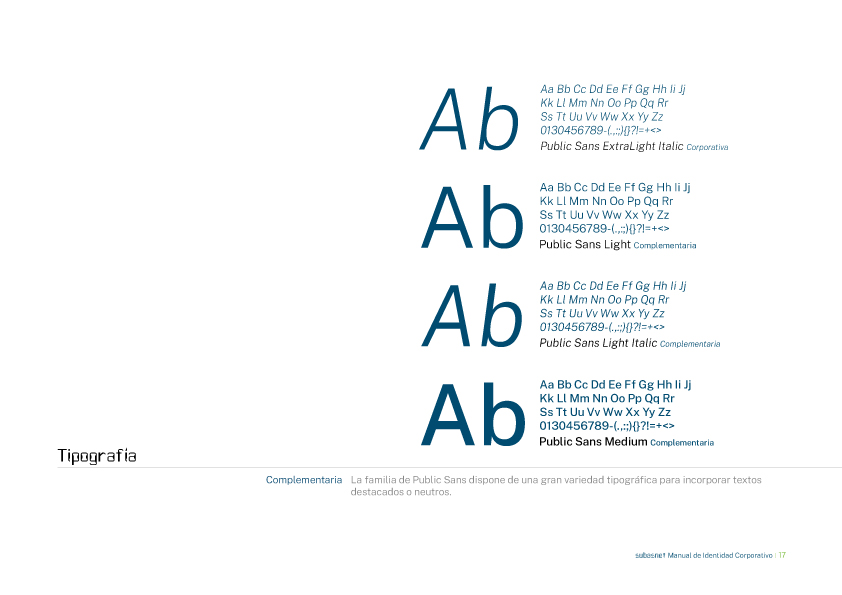 Ab
Aa Bb Cc Dd Ee Ff Gg Hh Ii Jj
Kk Ll Mm Nn Oo Pp Qq Rr
Ss Tt Uu Vv Ww Xx Yy Zz
0130456789-(.,:;){}?!=+<>
Public Sans ExtraLight Italic Corporativa
Ab
Aa Bb Cc Dd Ee Ff Gg Hh Ii Jj
Kk Ll Mm Nn Oo Pp Qq Rr
Ss Tt Uu Vv Ww Xx Yy Zz
0130456789-(.,:;){}?!=+<>
Public Sans Light Complementaria
Ab
Aa Bb Cc Dd Ee Ff Gg Hh Ii Jj
Kk Ll Mm Nn Oo Pp Qq Rr
Ss Tt Uu Vv Ww Xx Yy Zz
0130456789-(.,:;){}?!=+<>
Public Sans Light Italic Complementaria
Ab
Aa Bb Cc Dd Ee Ff Gg Hh Ii Jj
Kk Ll Mm Nn Oo Pp Qq Rr
Ss Tt Uu Vv Ww Xx Yy Zz
0130456789-(.,:;){}?!=+<>
Public Sans Medium Complementaria
Tipografía
Complementaria La familia de Public Sans dispone de una gran variedad tipográfica para incorporar textos
destacados o neutros.
subasnet Manual de Identidad Corporativo | 17